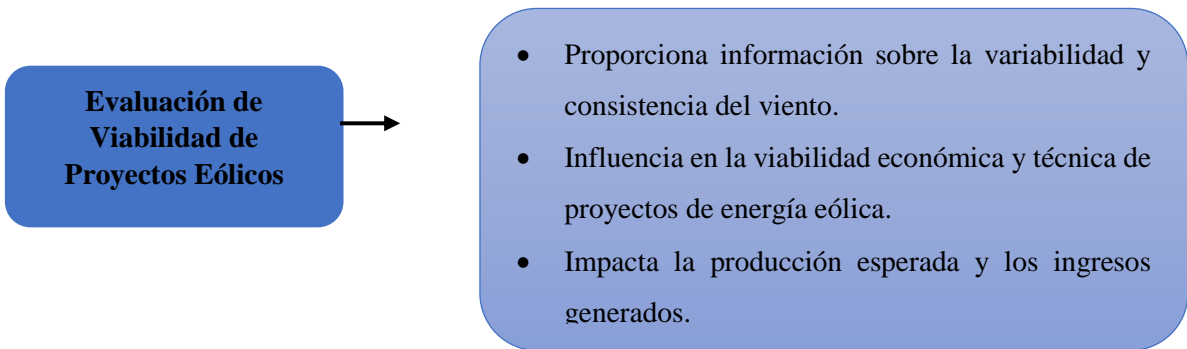 Evaluación de
Viabilidad de
Proyectos Eólicos
• Proporciona información sobre la variabilidad y
consistencia del viento.
• Influencia en la viabilidad económica y técnica de
proyectos de energía eólica.
• Impacta la producción esperada y los ingresos
generados.